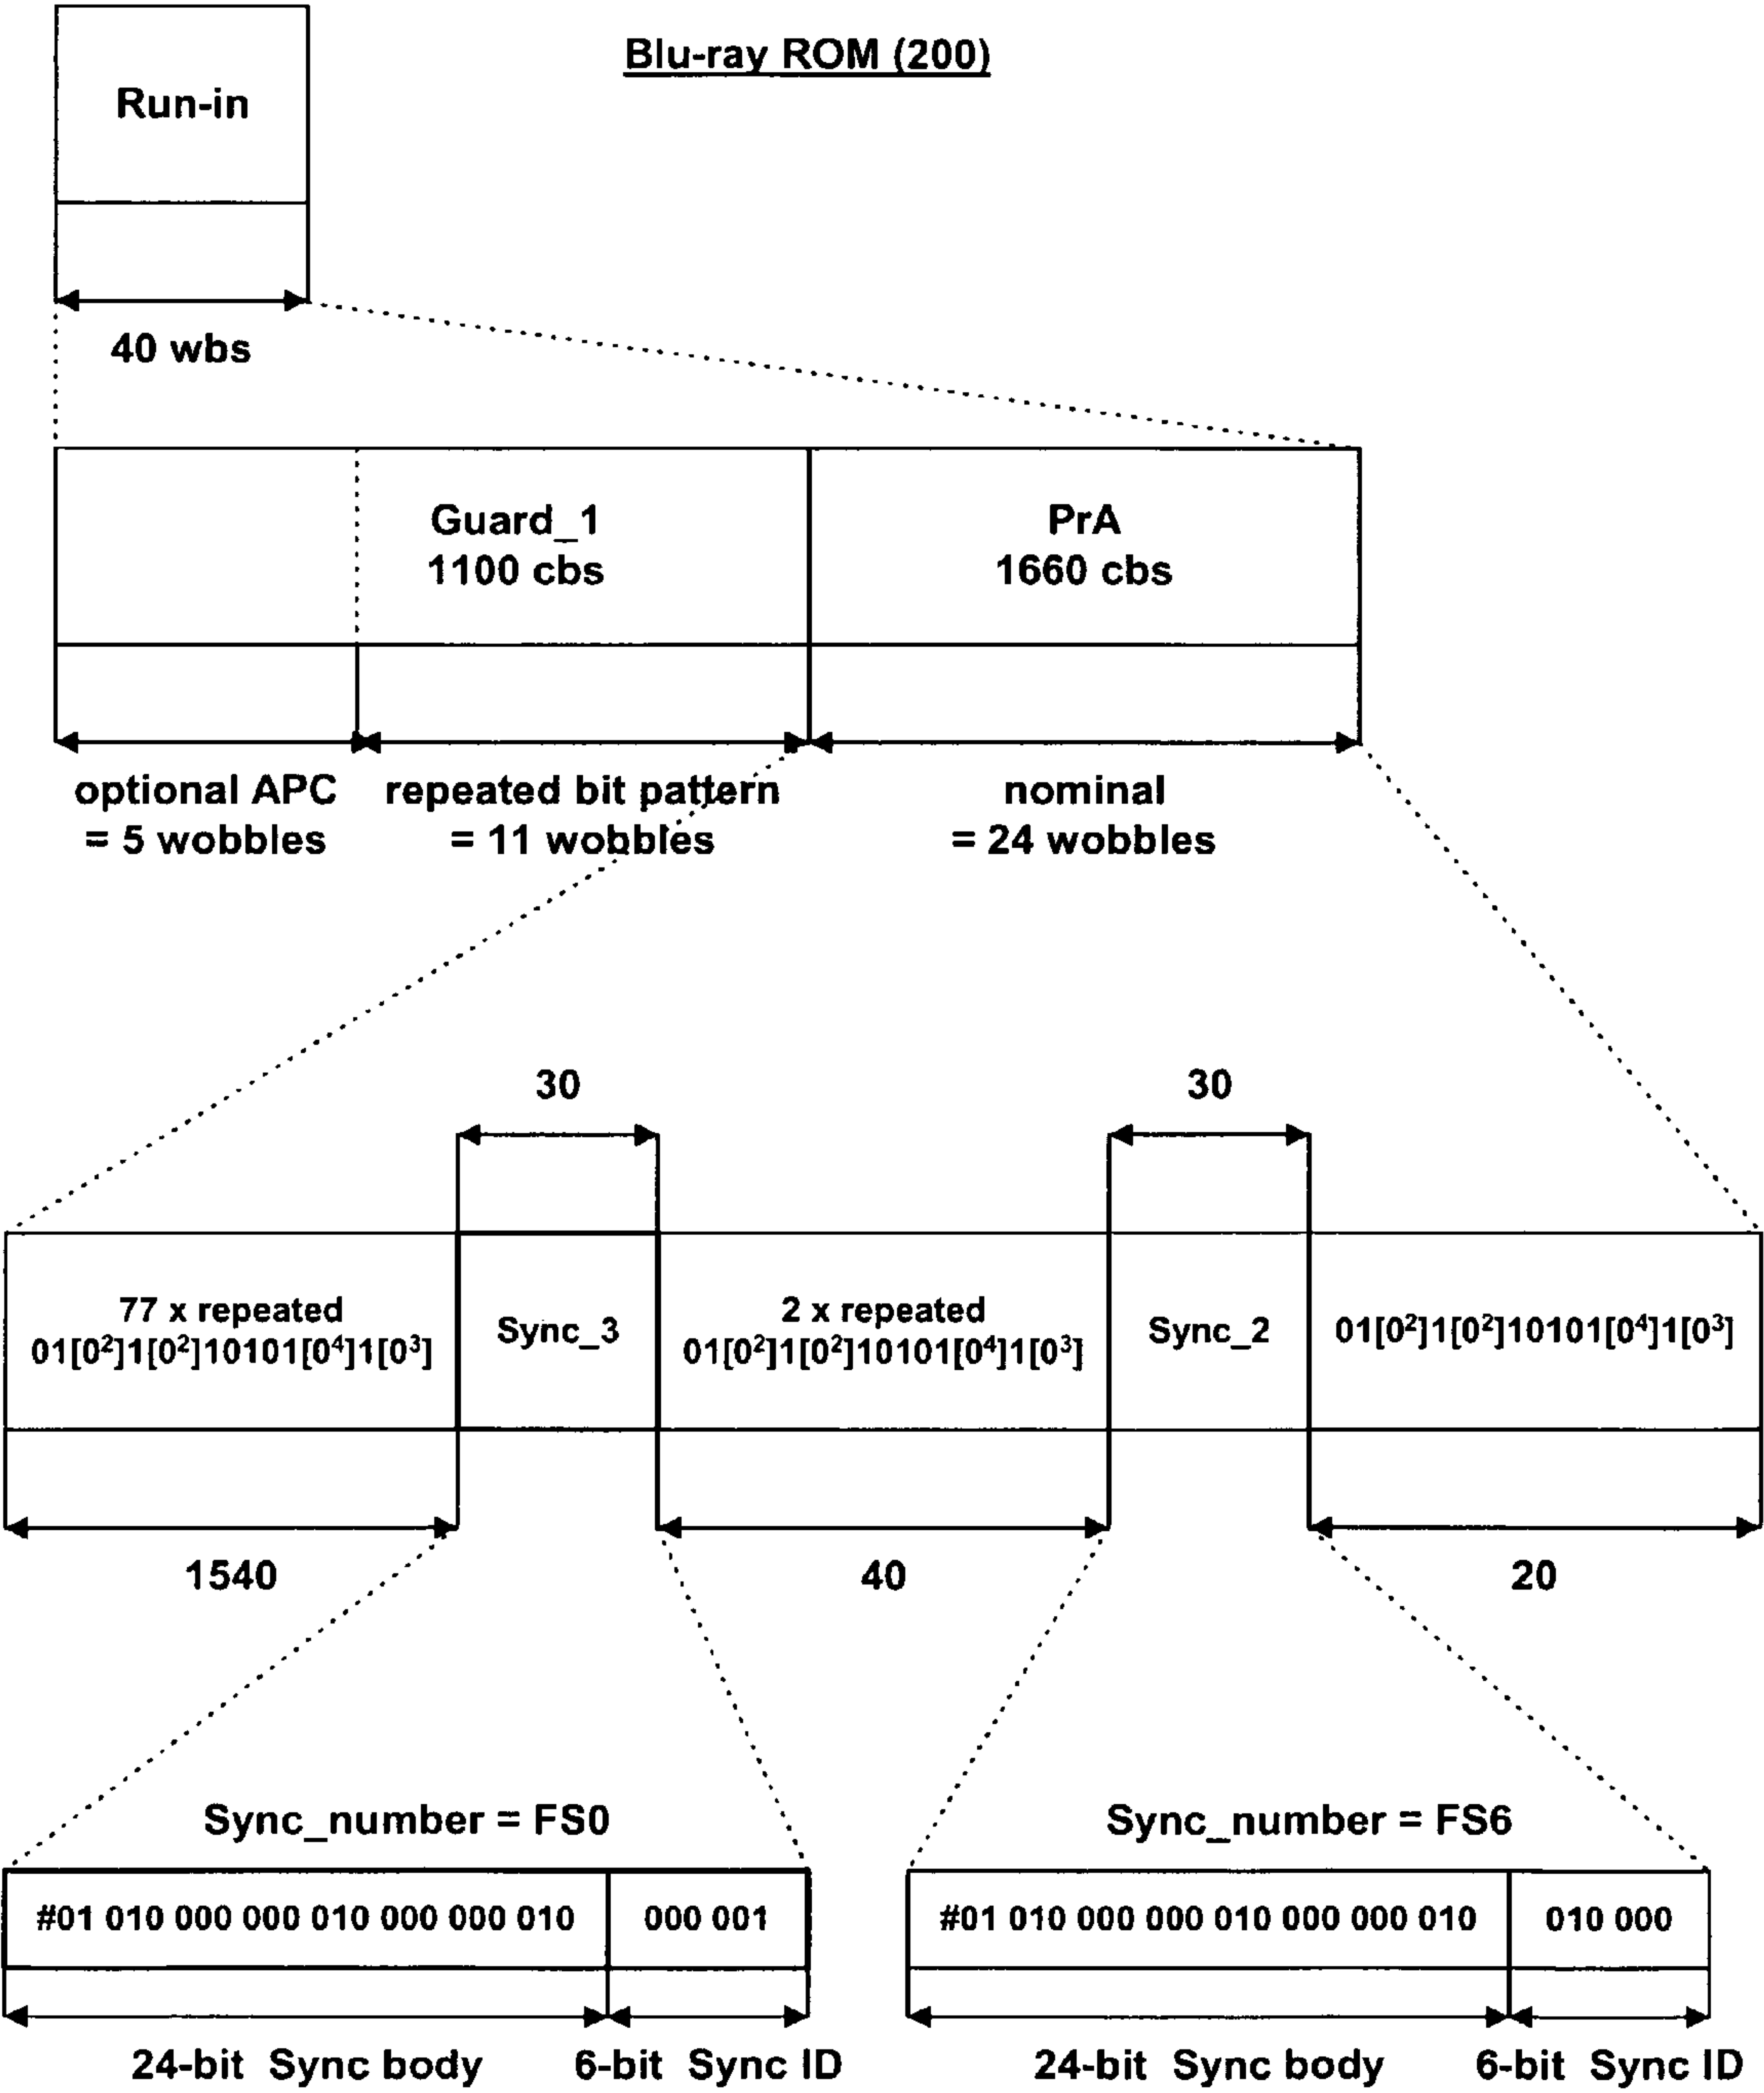 Blu-ray ROM (200)
Run-in
40 wbs
Guard_1
1100 cbs
PrA
1660 cbs
optional APC
= 5 wobbles
repeated bit pattern
= 11 wobbles
nominal
= 24 wobbles
30
30
77 x repeated
01[0²]1[0²]10101[0⁴]1[0³]
Sync_3
2 x repeated
01[0²]1[0²]10101[0⁴]1[0³]
Sync_2
01[0²]1[0²]10101[0⁴]1[0³]
1540
40
20
Sync_number = FS0
#01 010 000 000 010 000 000 010
000 001
24-bit Sync body
6-bit Sync ID
Sync_number = FS6
#01 010 000 000 010 000 000 010
010 000
24-bit Sync body
6-bit Sync ID